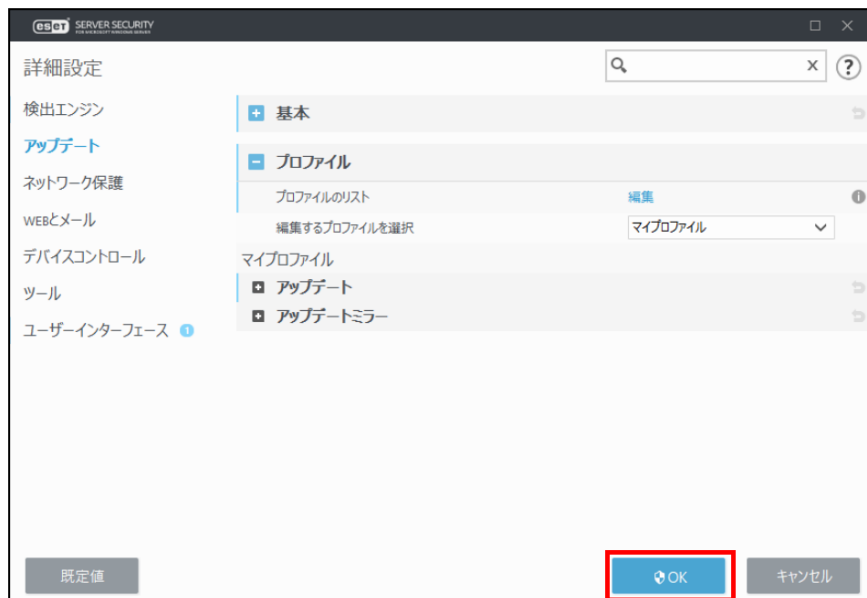 eset SERVER SECURITY
FOR MICROSOFT WINDOWS SERVER
詳細設定
x
?
検出エンジン
アップデート
ネットワーク保護
WEBとメール
デバイスコントロール
ツール
ユーザーインターフェース 1
基本
プロファイル
プロファイルのリスト 編集
編集するプロファイルを選択 マイプロファイル
マイプロファイル
アップデート
アップデートミラー
既定値 OK キャンセル